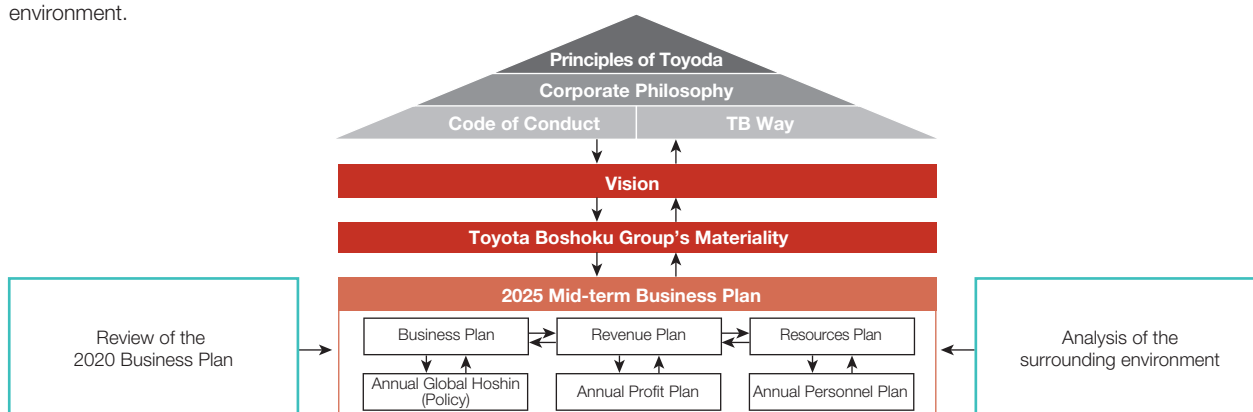 environment.
Principles of Toyoda
Corporate Philosophy
Code of Conduct
TB Way
Vision
Toyota Boshoku Group's Materiality
2025 Mid-term Business Plan
Review of the
2020 Business Plan
Business Plan
Revenue Plan
Resources Plan
Annual Global Hoshin
(Policy)
Annual Profit Plan
Annual Personnel Plan
Analysis of the
surrounding environment